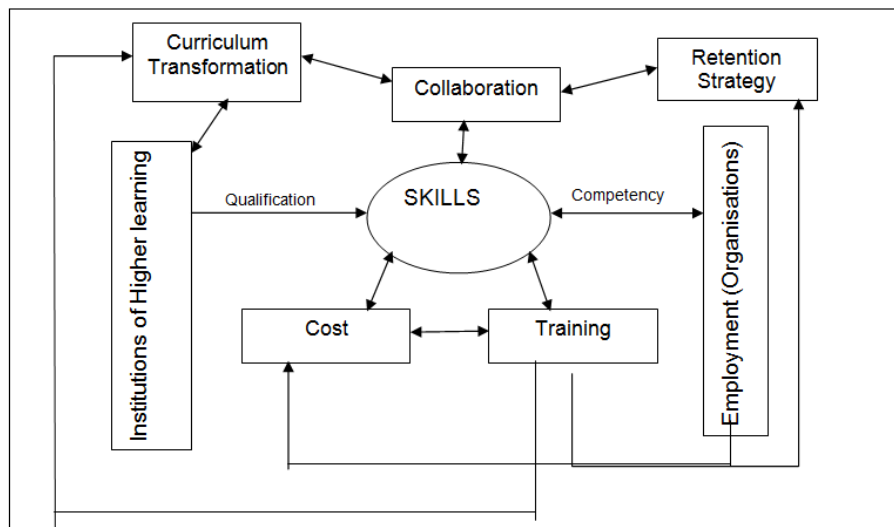 Curriculum
Transformation
Collaboration
Retention
Strategy
Institutions of Higher learning
Qualification
SKILLS
Competency
Employment (Organisations)
Cost
Training